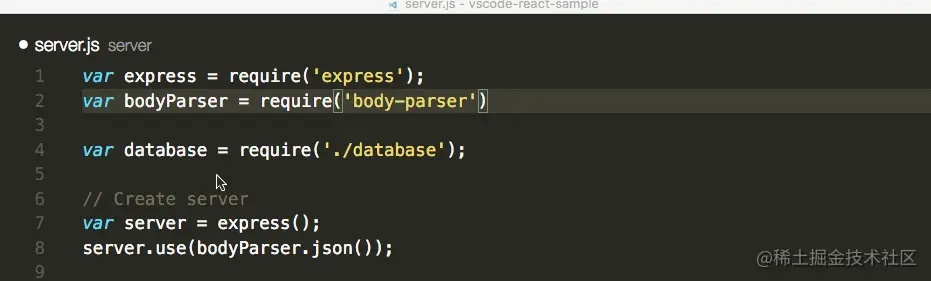 server.js - vscode-react-sample
server.js server
1 var express = require('express');
2 var bodyParser = require('body-parser')
3
4 var database = require('./database');
5
6 // Create server
7 var server = express();
8 server.use(bodyParser.json());
9
@稀土掘金技术社区